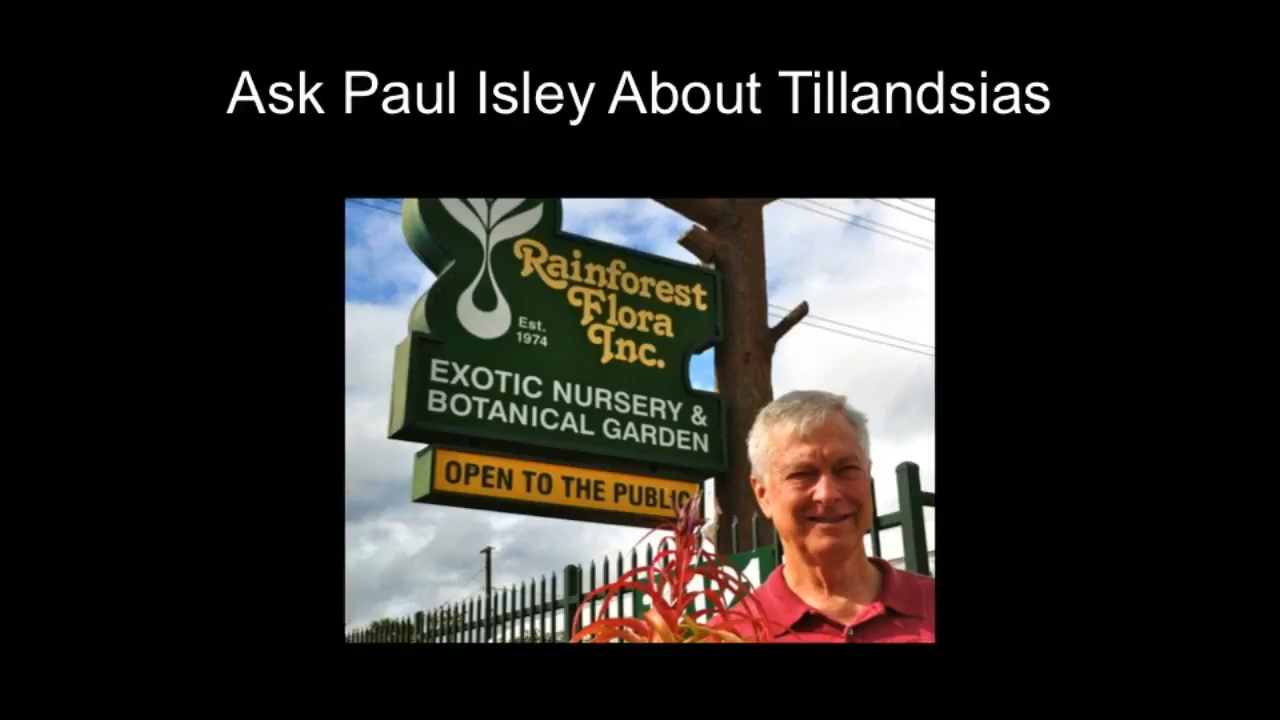 Ask Paul Isley About Tillandsias
Rainforest
Flora
Inc.
Est.
1974
EXOTIC NURSERY &
BOTANICAL GARDEN
OPEN TO THE PUBLIC